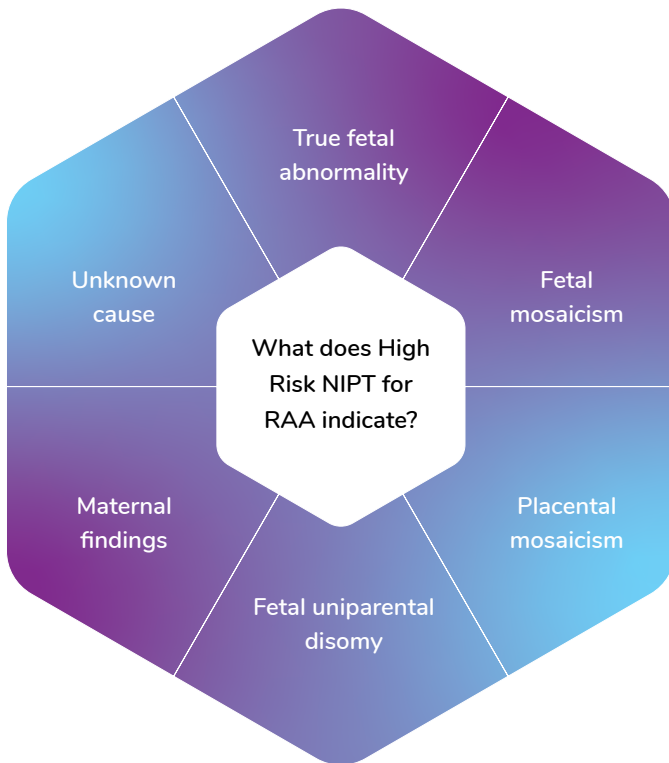 True fetal
abnormality
Unknown
cause
Fetal
mosaicism
What does High
Risk NIPT for
RAA indicate?
Maternal
findings
Placental
mosaicism
Fetal uniparental
disomy